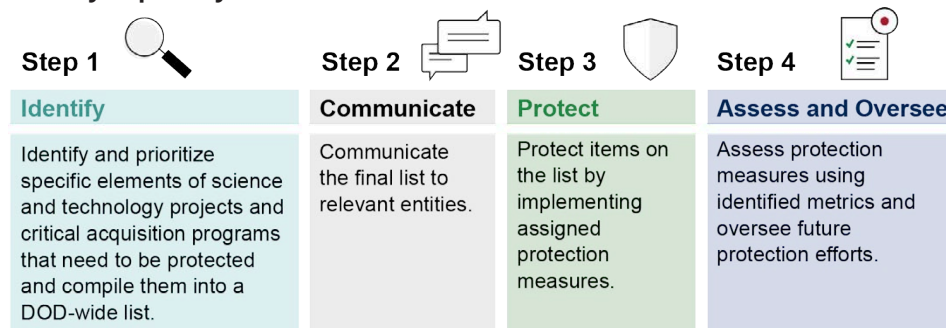 Step 1
Step 2
Step 3
Step 4
Identify
Communicate
Protect
Assess and Oversee
Identify and prioritize
specific elements of science
and technology projects and
critical acquisition programs
that need to be protected
and compile them into a
DOD-wide list.
Communicate
the final list to
relevant entities.
Protect items on
the list by
implementing
assigned
protection
measures.
Assess protection
measures using
identified metrics and
oversee future
protection efforts.